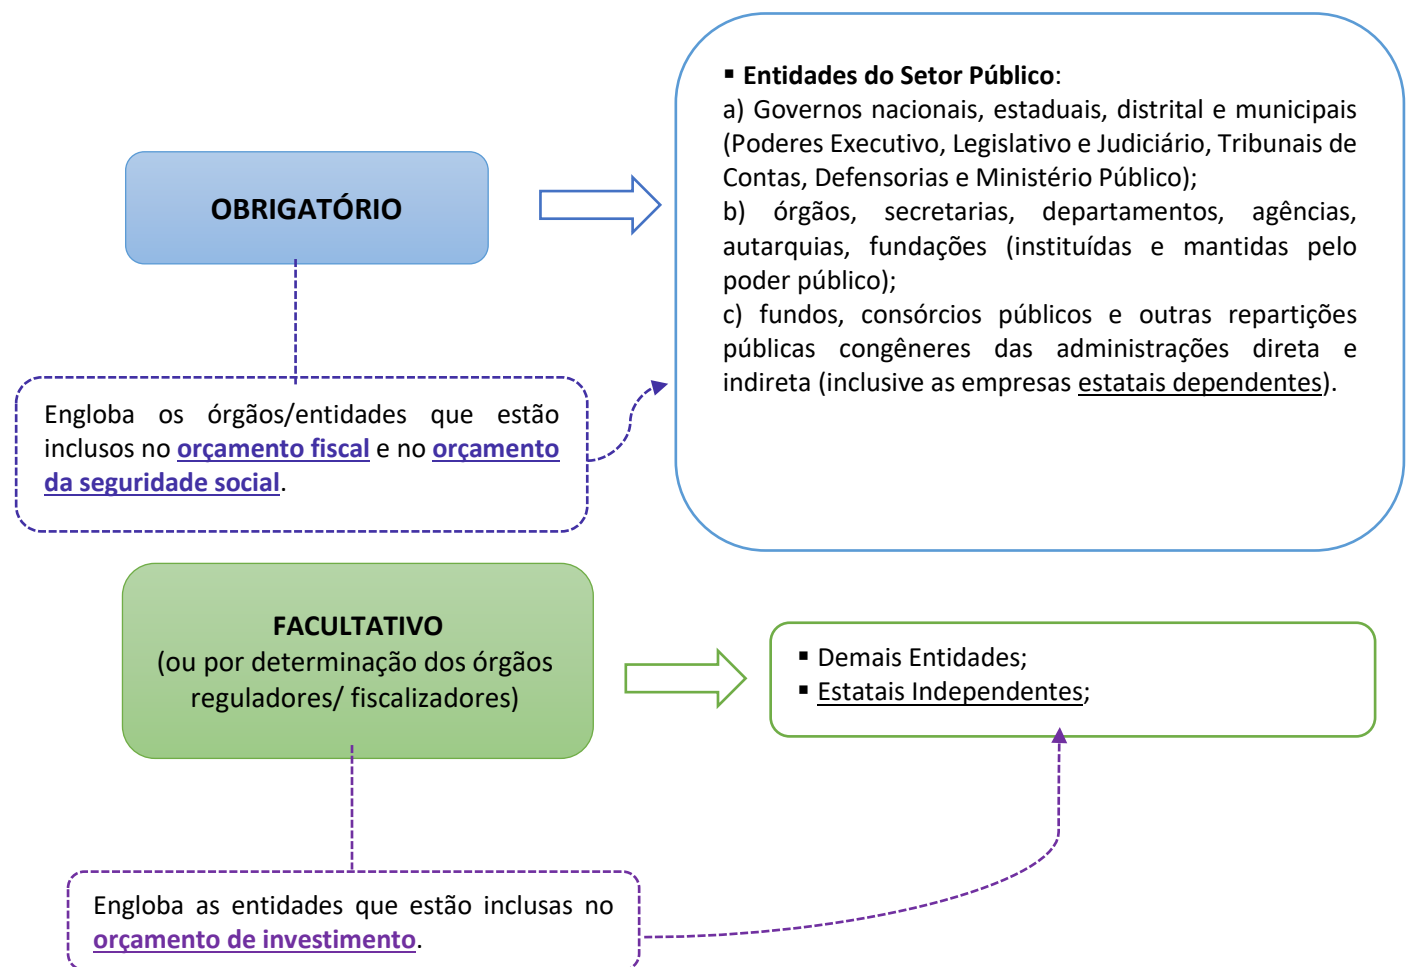 ▪ Entidades do Setor Público:
a) Governos nacionais, estaduais, distrital e municipais
(Poderes Executivo, Legislativo e Judiciário, Tribunais de
Contas, Defensorias e Ministério Público);
b) órgãos, secretarias, departamentos, agências,
autarquias, fundações (instituídas e mantidas pelo
poder público);
c) fundos, consórcios públicos e outras repartições
públicas congêneres das administrações direta e
indireta (inclusive as empresas estatais dependentes).
OBRIGATÓRIO
Engloba os órgãos/entidades que estão
inclusos no orçamento fiscal e no orçamento
da seguridade social.
FACULTATIVO
(ou por determinação dos órgãos
reguladores/ fiscalizadores)
▪ Demais Entidades;
▪ Estatais Independentes;
Engloba as entidades que estão inclusas no
orçamento de investimento.